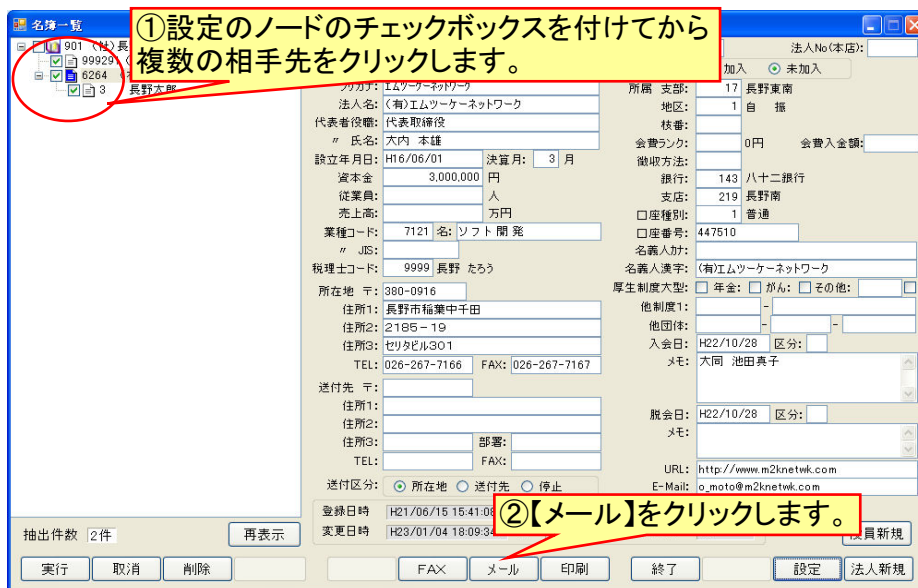 名簿一覧
①設定のノードのチェックボックスを付けてから
複数の相手先をクリックします。
901 (社)長
99929
6264
3 長野太郎
法人No(本店):
加入 未加入
フリガナ: エムツーケーネットワーク
法人名: (有)エムツーケーネットワーク
代表者役職: 代表取締役
〃 氏名: 大内 本雄
設立年月日: H16/06/01 決算月: 3 月
資本金 3,000,000 円
従業員: 人
売上高: 万円
業種コード: 7121 名: ソフト開発
〃 JIS:
税理士コード: 9999 長野 たろう
所在地 〒: 380-0916
住所1: 長野市稲葉中千田
住所2: 2185-19
住所3: セリタビル301
TEL: 026-267-7166 FAX: 026-267-7167
送付先 〒:
住所1:
住所2:
住所3: 部署:
TEL: FAX:
送付区分: 所在地 送付先 停止
登録日時 H21/06/15 15:41:08
変更日時 H23/01/04 18:09:34
所属 支部: 17 長野東南
地区: 1 自 振
枝番:
会費ランク: 0円 会費入金額:
徴収方法:
銀行: 143 八十二銀行
支店: 219 長野南
口座種別: 1 普通
口座番号: 447510
名義人カナ:
名義人漢字: (有)エムツーケーネットワーク
厚生制度大型: 年金: がん: その他:
他制度1: -
他団体: - -
入会日: H22/10/28 区分:
メモ: 大同 池田真子
脱会日: H22/10/28 区分:
メモ:
URL: http://www.m2knetwk.com
E-Mail: o_moto@m2knetwk.com
②【メール】をクリックします。
抽出件数 2件 再表示
役員新規
実行 取消 削除 FAX メール 印刷 終了 設定 法人新規